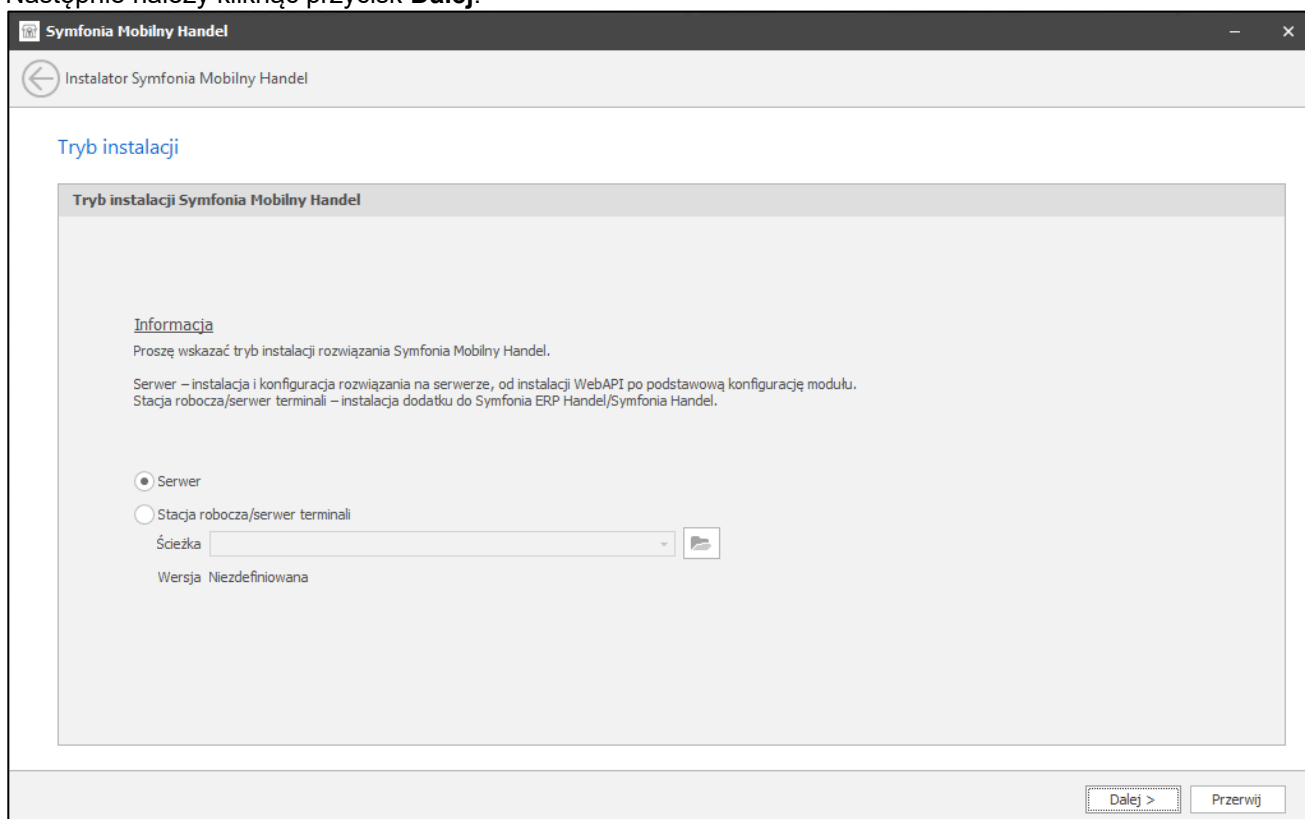 Następnie należy kliknąć przycisk Dalej.
Symfonia Mobilny Handel
Instalator Symfonia Mobilny Handel
Tryb instalacji
Tryb instalacji Symfonia Mobilny Handel
Informacja
Proszę wskazać tryb instalacji rozwiązania Symfonia Mobilny Handel.
Serwer – instalacja i konfiguracja rozwiązania na serwerze, od instalacji WebAPI po podstawową konfigurację modułu.
Stacja robocza/serwer terminali – instalacja dodatku do Symfonia ERP Handel/Symfonia Handel.
Serwer
Stacja robocza/serwer terminali
Ścieżka
Wersja Niezdefiniowana
Dalej > Przerwij